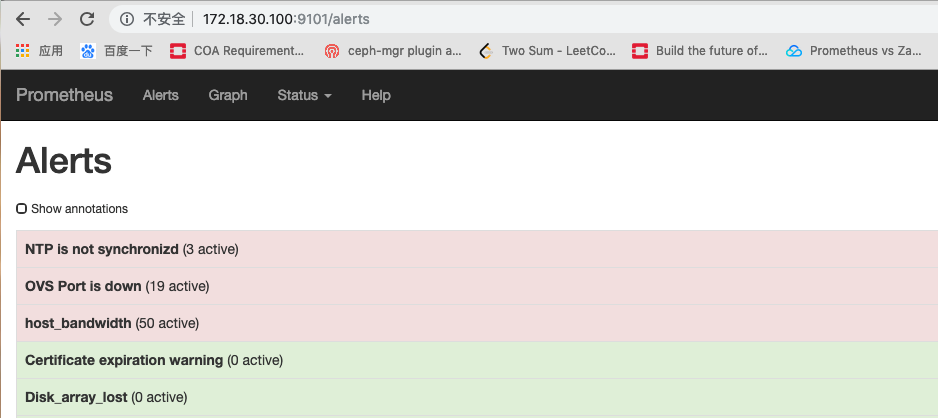 不安全 172.18.30.100:9101/alerts
应用 百度一下 COA Requirement... ceph-mgr plugin a... Two Sum - LeetCo... Build the future of... Prometheus vs Za...
Prometheus Alerts Graph Status Help
Alerts
Show annotations
NTP is not synchronizd (3 active)
OVS Port is down (19 active)
host_bandwidth (50 active)
Certificate expiration warning (0 active)
Disk_array_lost (0 active)